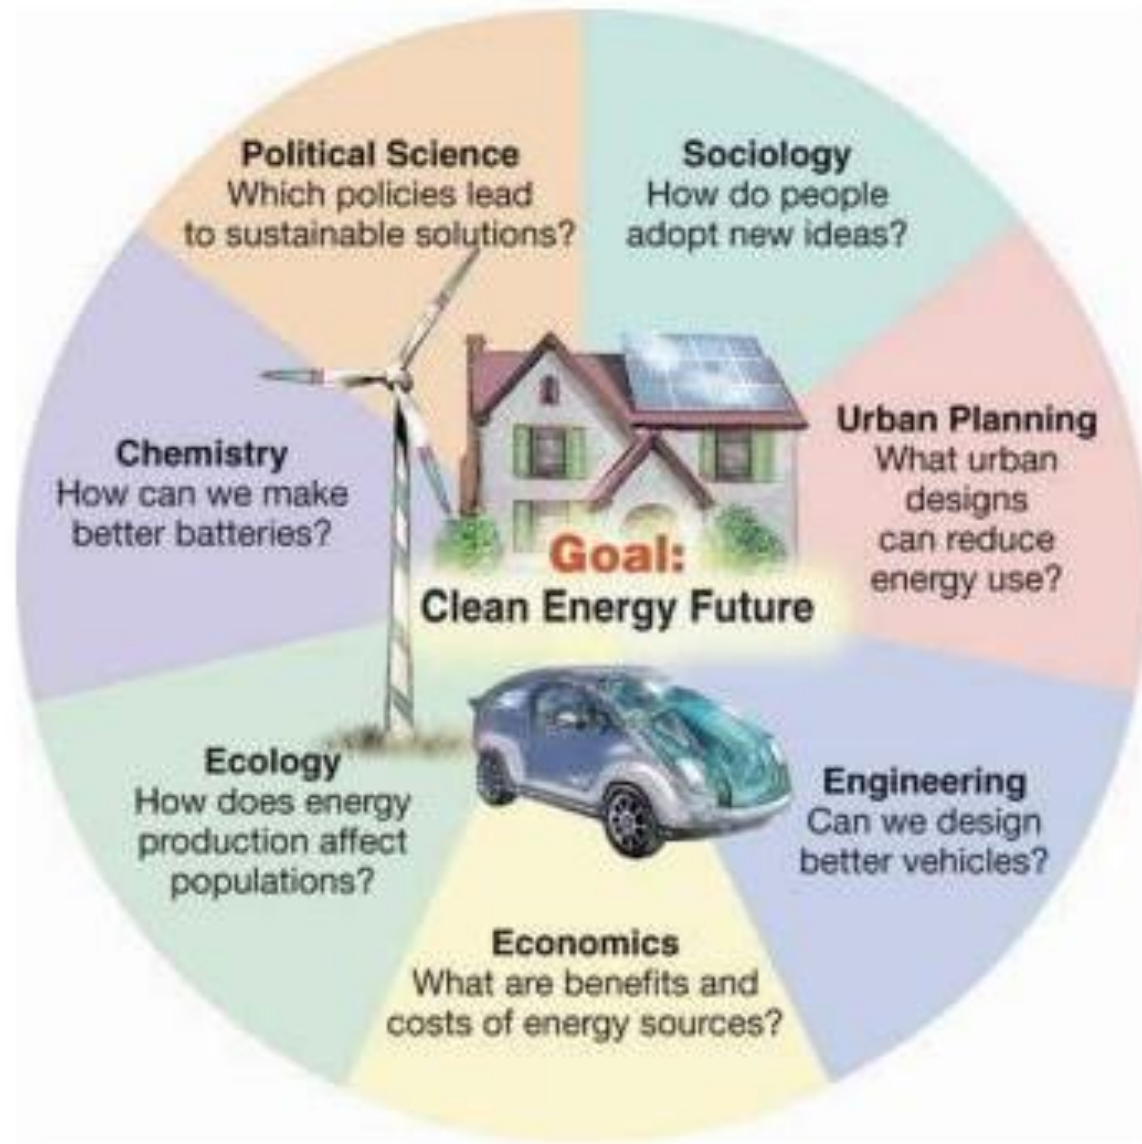 Political Science
Which policies lead
to sustainable solutions?
Sociology
How do people
adopt new ideas?
Urban Planning
What urban
designs
can reduce
energy use?
Chemistry
How can we make
better batteries?
Goal:
Clean Energy Future
Ecology
How does energy
production affect
populations?
Engineering
Can we design
better vehicles?
Economics
What are benefits and
costs of energy sources?